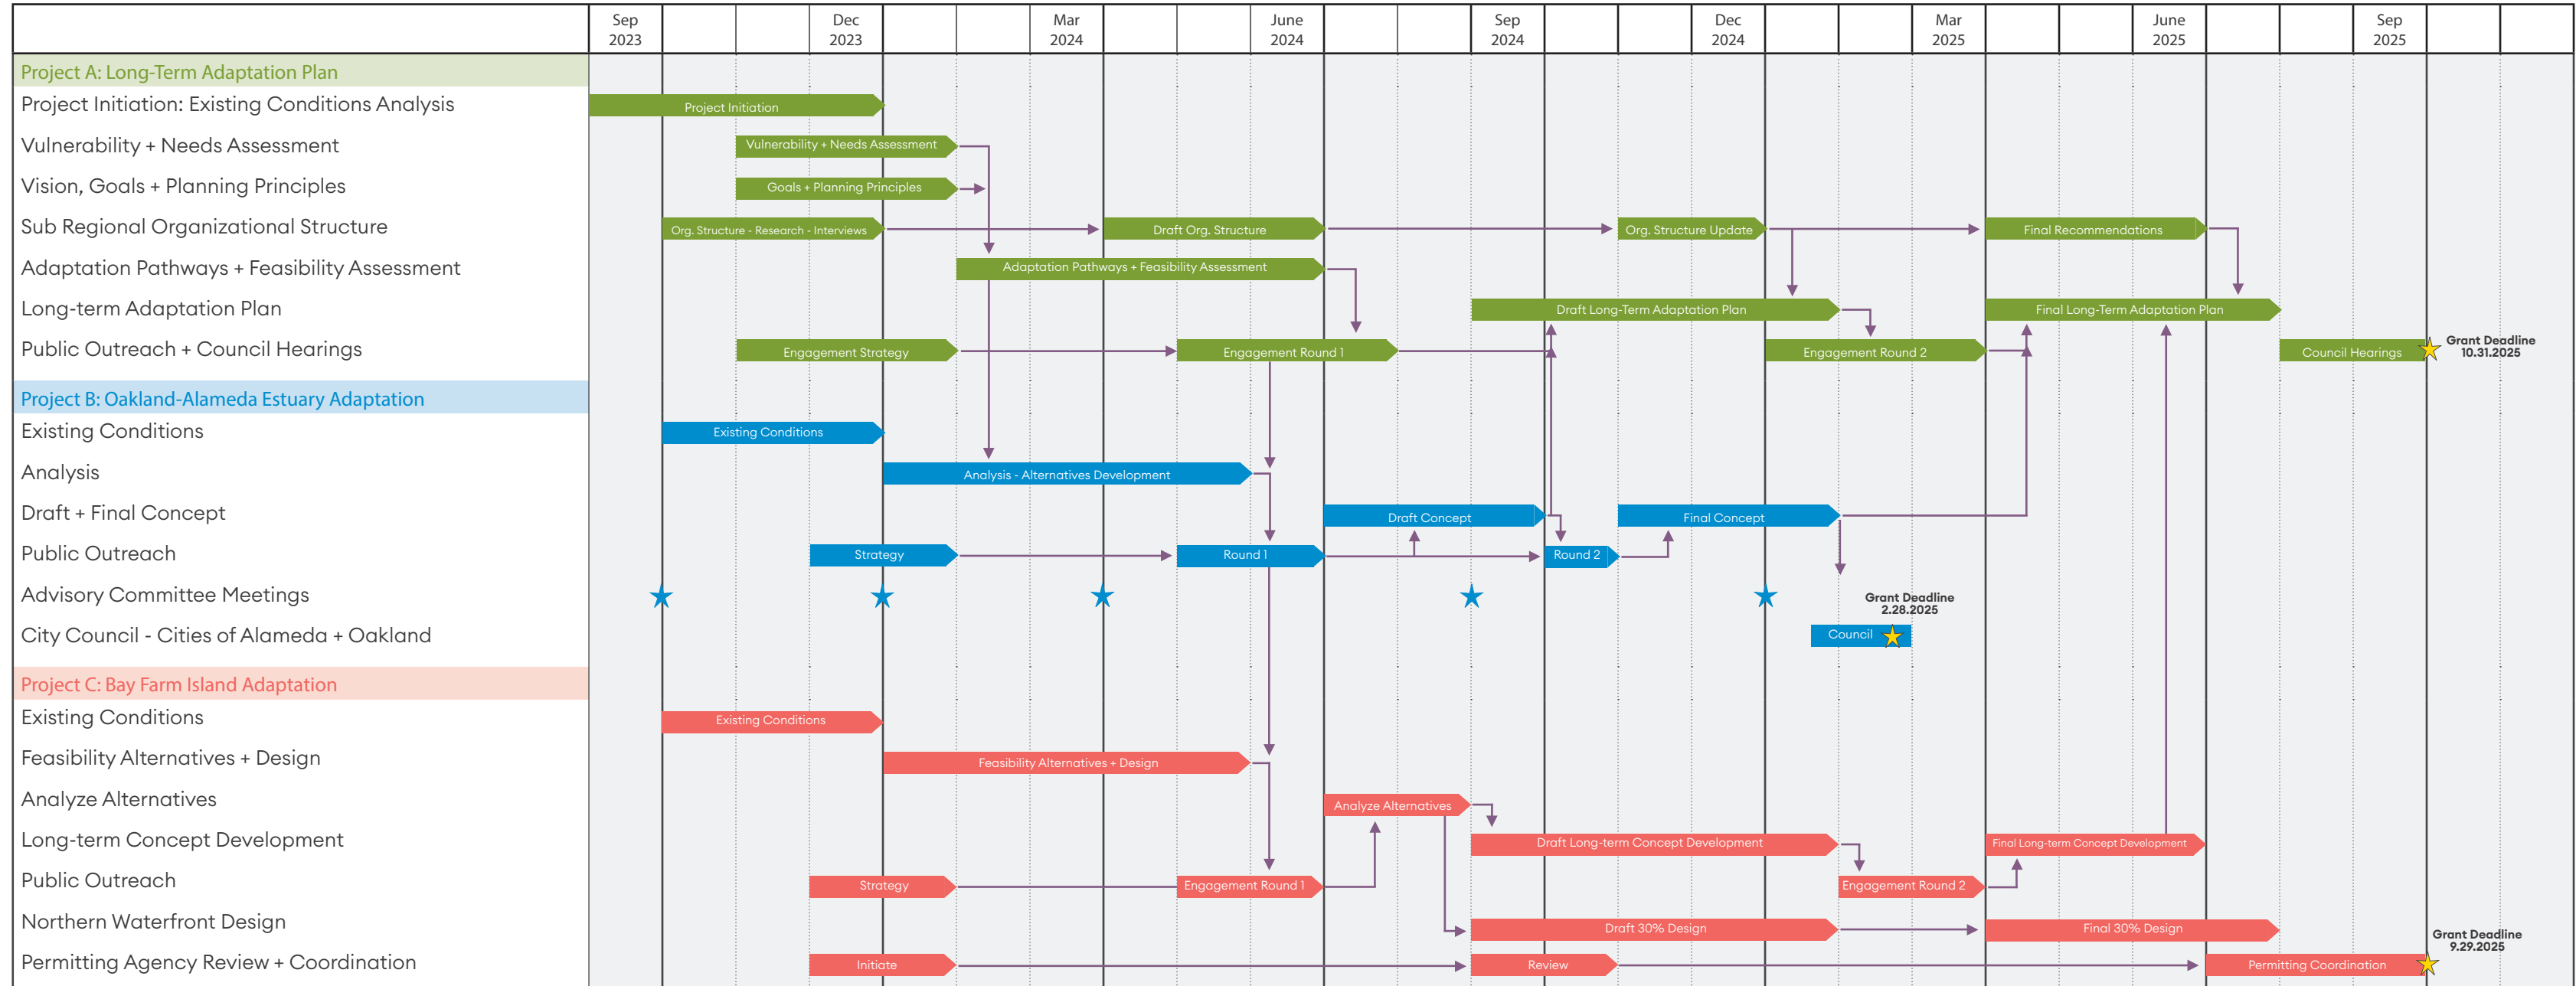 Sep 2023
Dec 2023
Mar 2024
June 2024
Sep 2024
Dec 2024
Mar 2025
June 2025
Sep 2025
Project A: Long-Term Adaptation Plan
Project Initiation: Existing Conditions Analysis
Project Initiation
Vulnerability + Needs Assessment
Vulnerability + Needs Assessment
Vision, Goals + Planning Principles
Goals + Planning Principles
Sub Regional Organizational Structure
Org. Structure - Research - Interviews
Draft Org. Structure
Org. Structure Update
Final Recommendations
Adaptation Pathways + Feasibility Assessment
Adaptation Pathways + Feasibility Assessment
Long-term Adaptation Plan
Draft Long-Term Adaptation Plan
Final Long-Term Adaptation Plan
Public Outreach + Council Hearings
Engagement Strategy
Engagement Round 1
Engagement Round 2
Council Hearings
Grant Deadline
10.31.2025
Project B: Oakland-Alameda Estuary Adaptation
Existing Conditions
Existing Conditions
Analysis
Analysis - Alternatives Development
Draft + Final Concept
Draft Concept
Final Concept
Public Outreach
Strategy
Round 1
Round 2
Advisory Committee Meetings
Grant Deadline
2.28.2025
City Council - Cities of Alameda + Oakland
Council
Project C: Bay Farm Island Adaptation
Existing Conditions
Existing Conditions
Feasibility Alternatives + Design
Feasibility Alternatives + Design
Analyze Alternatives
Analyze Alternatives
Long-term Concept Development
Draft Long-term Concept Development
Final Long-term Concept Development
Public Outreach
Strategy
Engagement Round 1
Engagement Round 2
Northern Waterfront Design
Draft 30% Design
Final 30% Design
Grant Deadline
9.29.2025
Permitting Agency Review + Coordination
Initiate
Review
Permitting Coordination